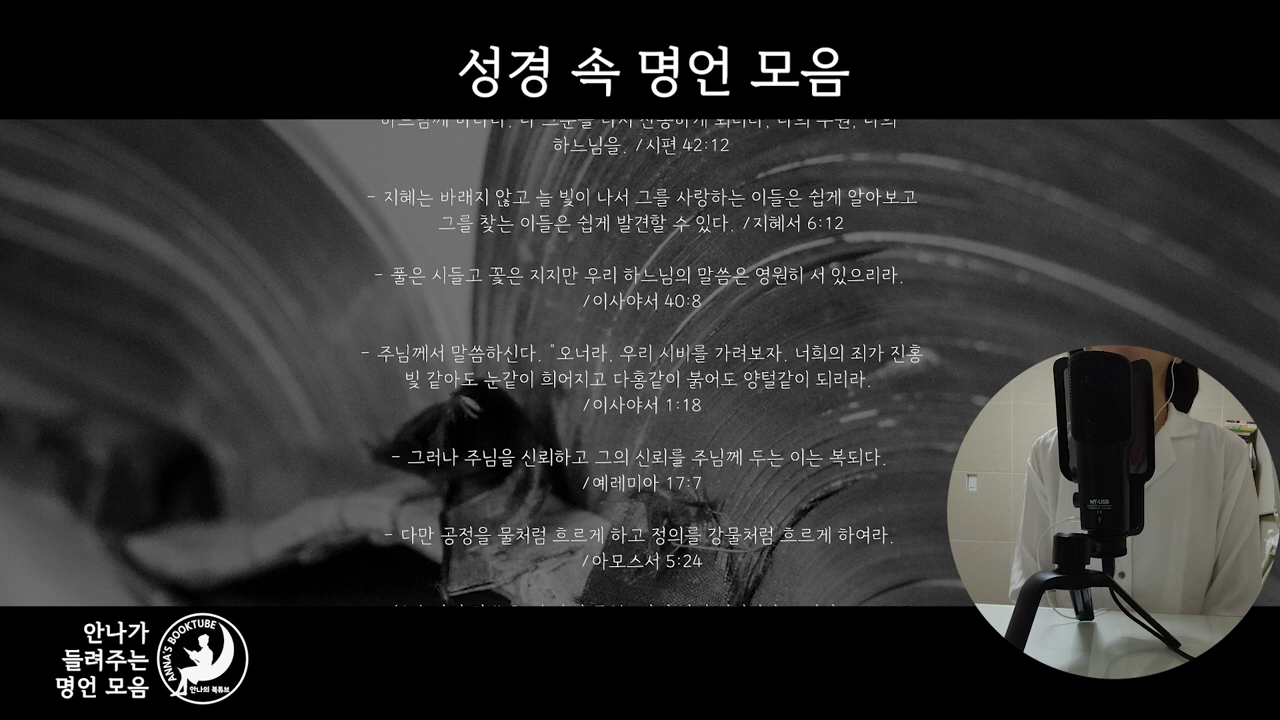 성경 속 명언 모음
하느님을. /시편 42:12
- 지혜는 바래지 않고 늘 빛이 나서 그를 사랑하는 이들은 쉽게 알아보고
그를 찾는 이들은 쉽게 발견할 수 있다. /지혜서 6:12
- 풀은 시들고 꽃은 지지만 우리 하느님의 말씀은 영원히 서 있으리라.
/이사야서 40:8
- 주님께서 말씀하신다. "오너라, 우리 시비를 가려보자. 너희의 죄가 진홍
빛 같아도 눈같이 희어지고 다홍같이 붉어도 양털같이 되리라.
/이사야서 1:18
- 그러나 주님을 신뢰하고 그의 신뢰를 주님께 두는 이는 복되다.
/예레미아 17:7
- 다만 공정을 물처럼 흐르게 하고 정의를 강물처럼 흐르게 하여라.
/아모스서 5:24
NT-USB
안나가
들려주는
명언 모음
ANNA'S BOOKTUBE
안나의 북튜브